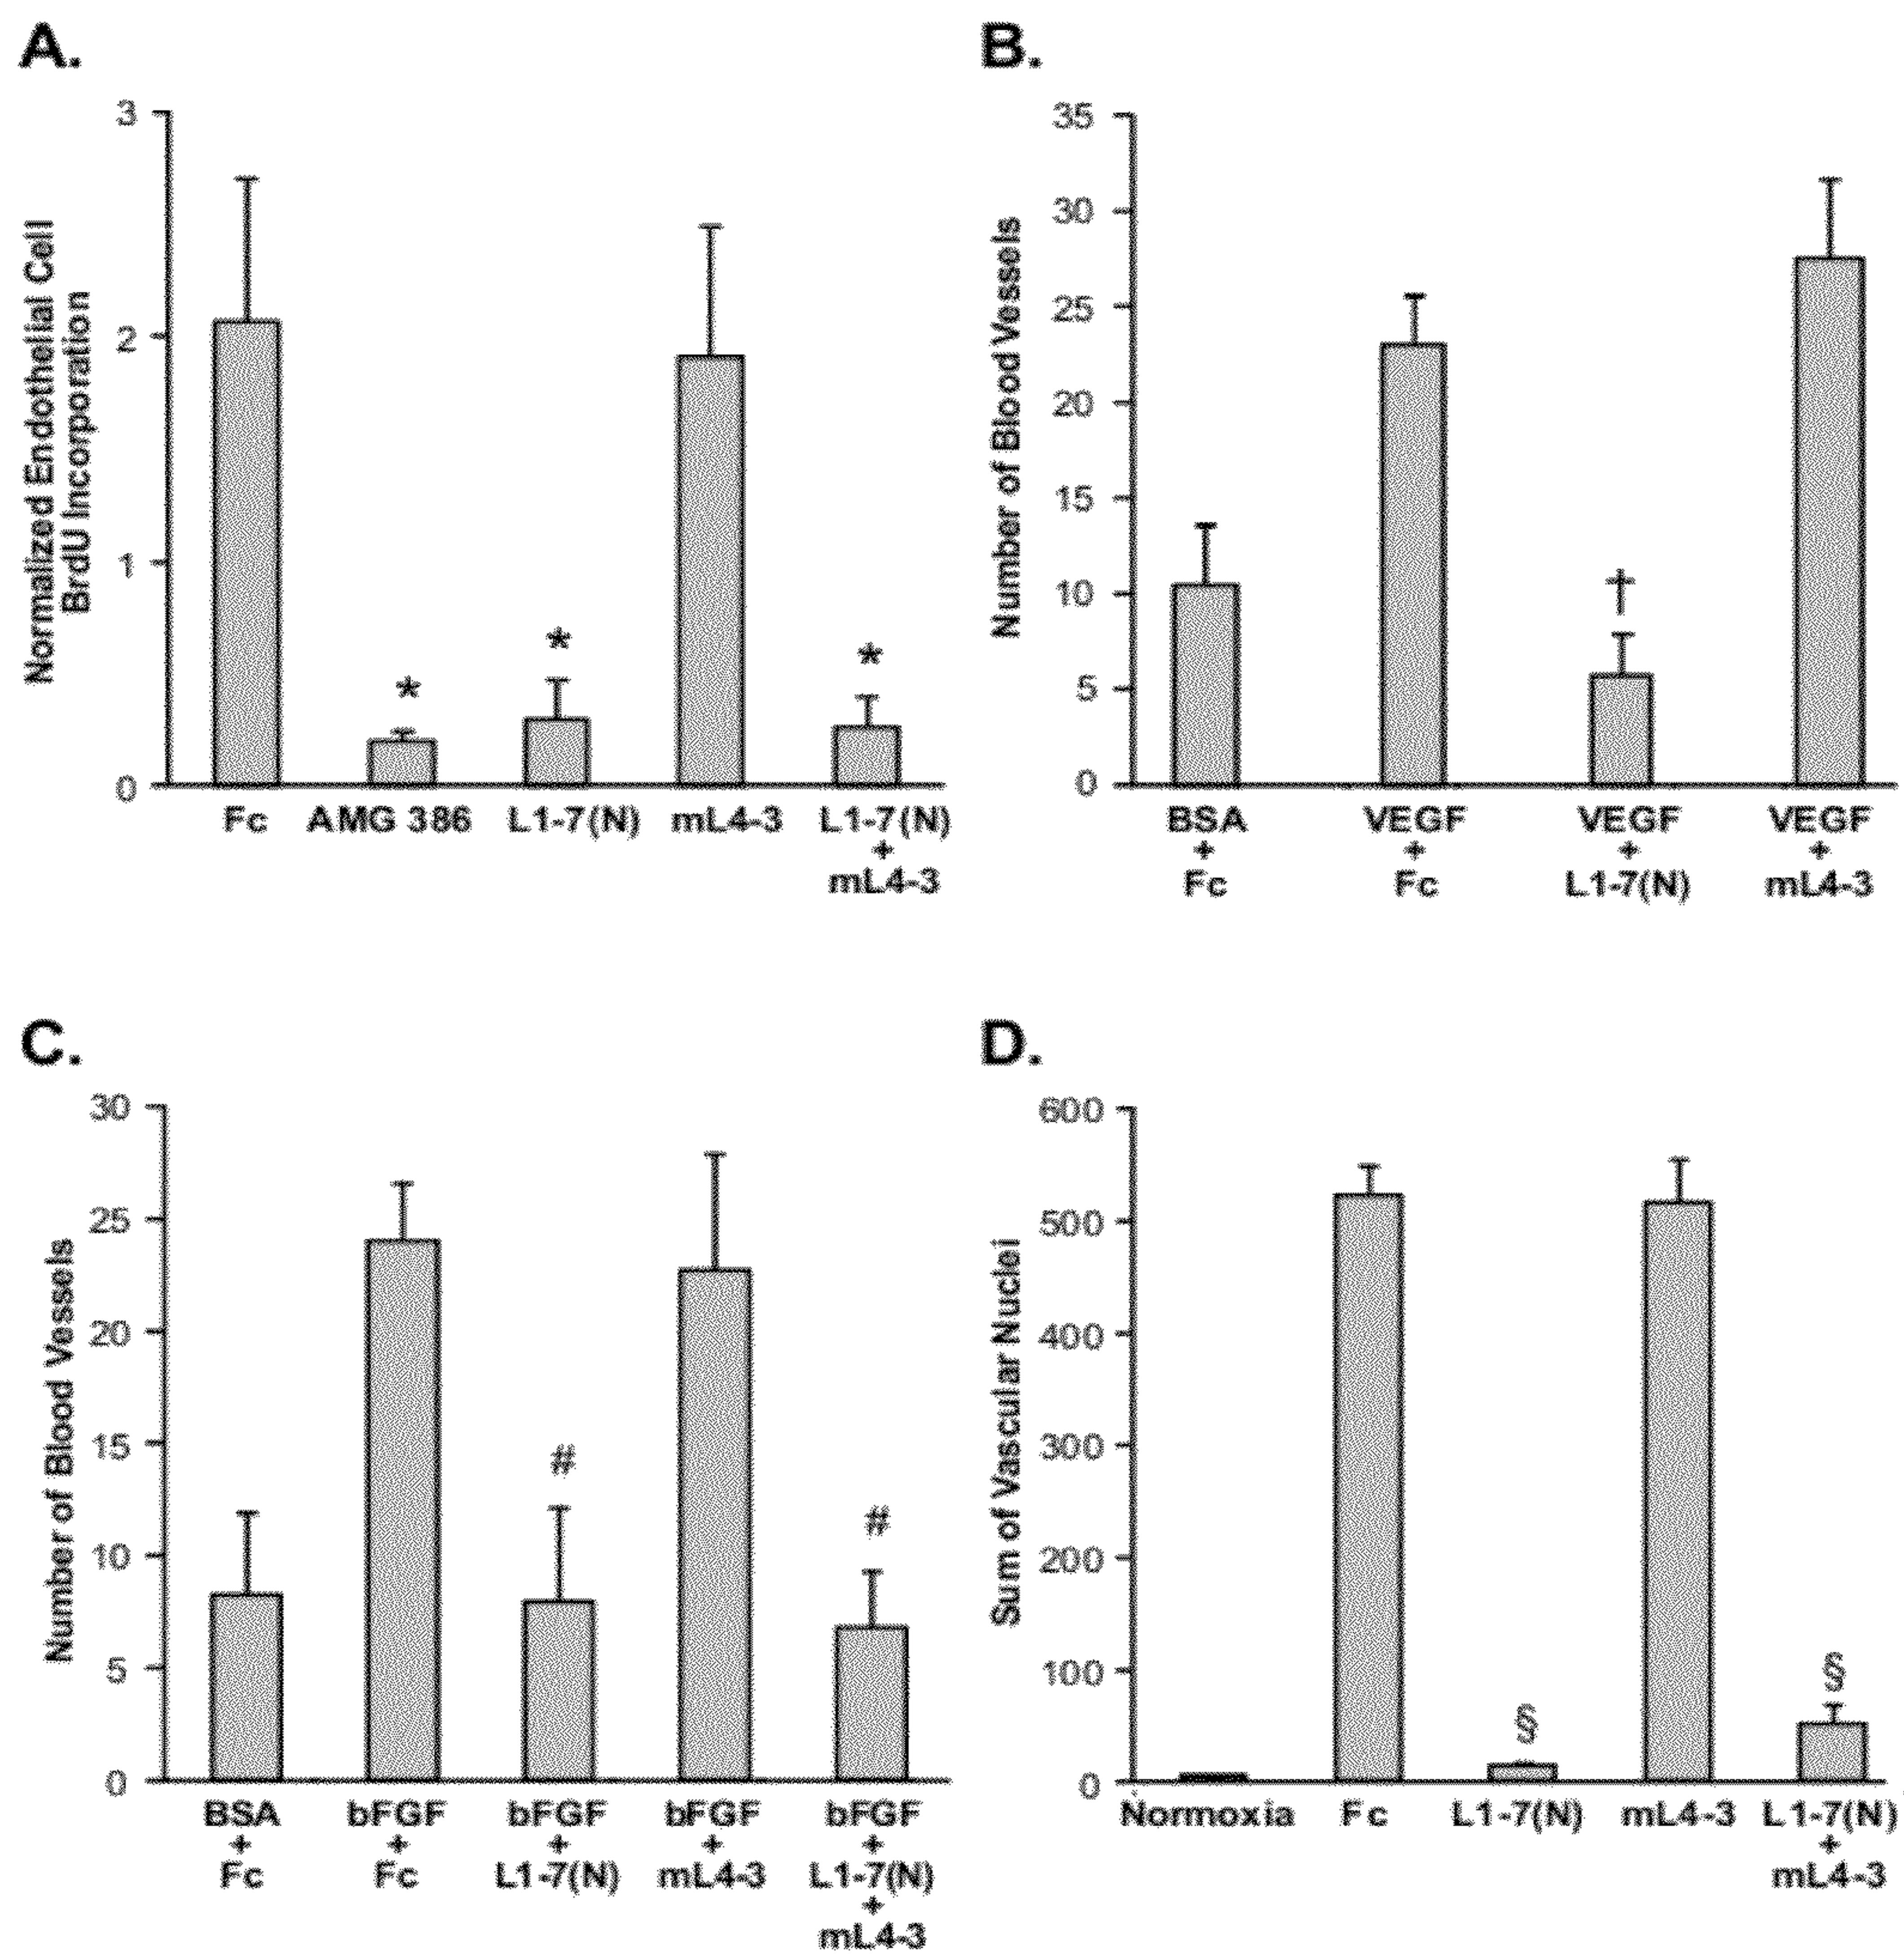 A.
Normalized Endothelial Cell
BrdU Incorporation
3
2
1
0
*
*
*
Fc
AMG 386
L1-7(N)
mL4-3
L1-7(N)
+
mL4-3
B.
Number of Blood Vessels
35
30
25
20
15
10
5
0
†
BSA
+
Fc
VEGF
+
Fc
VEGF
+
L1-7(N)
VEGF
+
mL4-3
C.
Number of Blood Vessels
30
25
20
15
10
5
0
#
#
BSA
+
Fc
bFGF
+
Fc
bFGF
+
L1-7(N)
bFGF
+
mL4-3
bFGF
+
L1-7(N)
+
mL4-3
D.
Sum of Vascular Nuclei
600
500
400
300
200
100
0
§
§
Normoxia
Fc
L1-7(N)
mL4-3
L1-7(N)
+
mL4-3